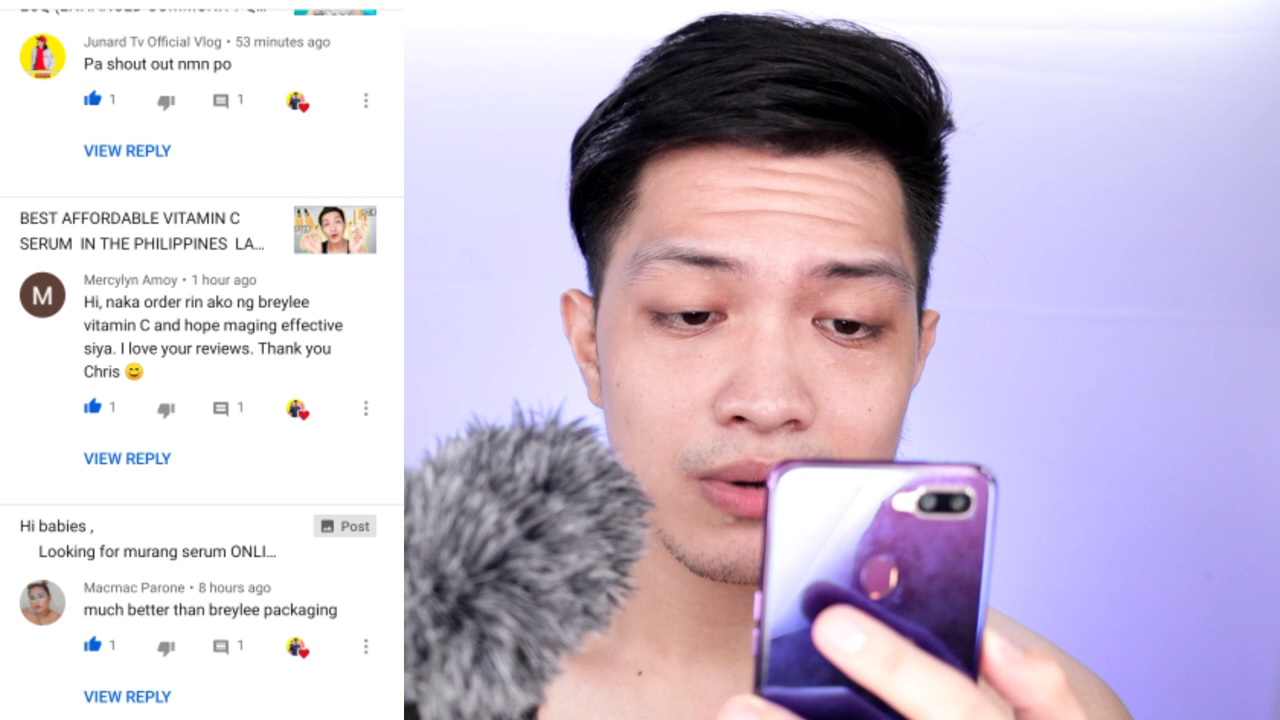 Junard Tv Official Vlog • 53 minutes ago
Pa shout out nmn po
1
1
VIEW REPLY
BEST AFFORDABLE VITAMIN C
SERUM IN THE PHILIPPINES LA...
Mercylyn Amoy • 1 hour ago
M
Hi, naka order rin ako ng breylee
vitamin C and hope maging effective
siya. I love your reviews. Thank you
Chris 😊
1
1
VIEW REPLY
Hi babies ,
Post
Looking for murang serum ONLI...
Macmac Parone • 8 hours ago
much better than breylee packaging
1
1
VIEW REPLY